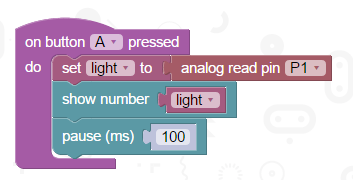 on button A pressed
do set light to analog read pin P1
show number light
pause (ms) 100